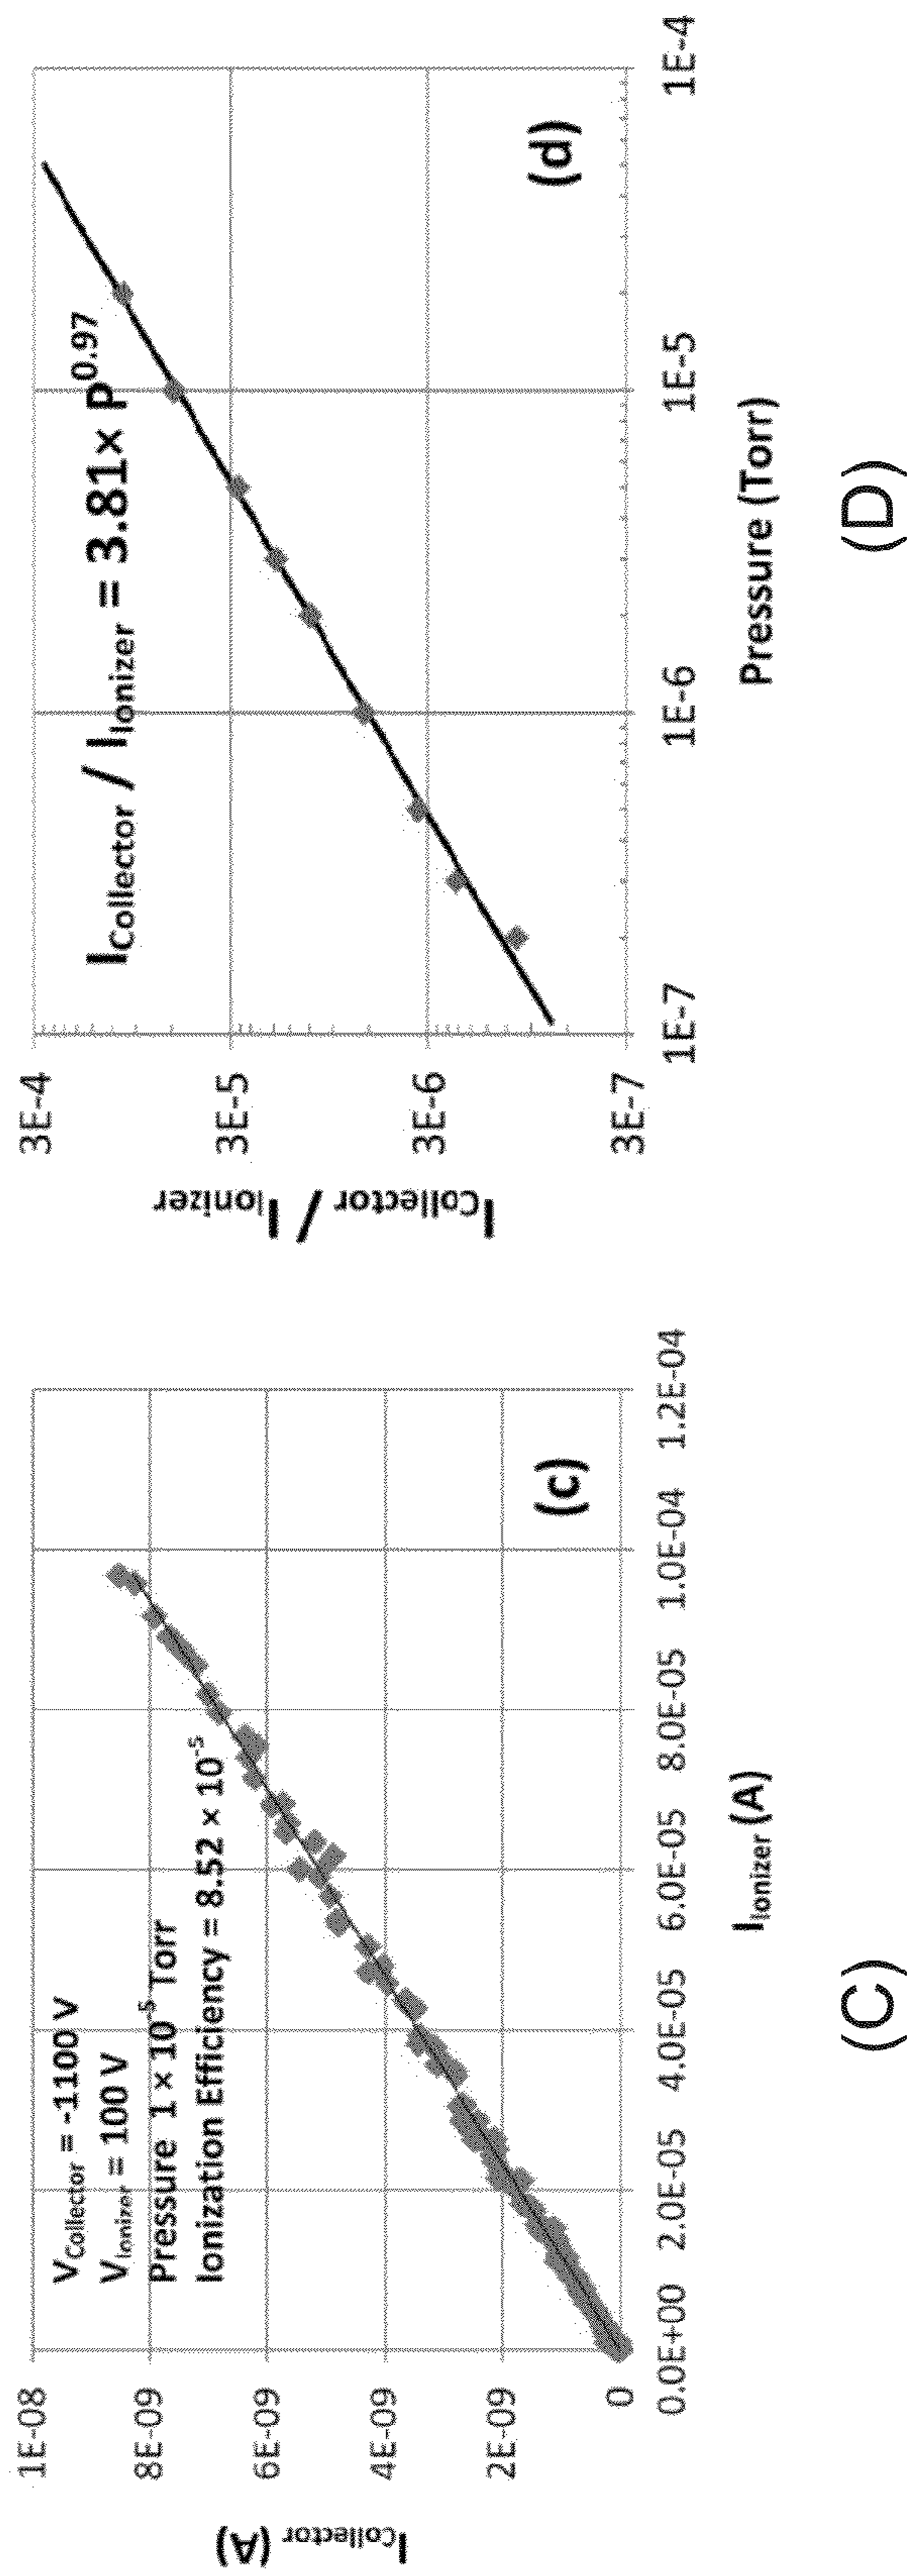 V_Collector = -1100 V
V_Ionizer = 100 V
Pressure 1 × 10^-5 Torr
Ionization Efficiency = 8.52 × 10^-5
1E-08
8E-09
6E-09
4E-09
2E-09
0
I_Collector (A)
0.0E+00 2.0E-05 4.0E-05 6.0E-05 8.0E-05 1.0E-04 1.2E-04
I_Ionizer (A)
(c)
(C)
I_Collector / I_Ionizer = 3.81× P^0.97
3E-4
3E-5
3E-6
3E-7
I_Collector / I_Ionizer
1E-7 1E-6 1E-5 1E-4
Pressure (Torr)
(d)
(D)